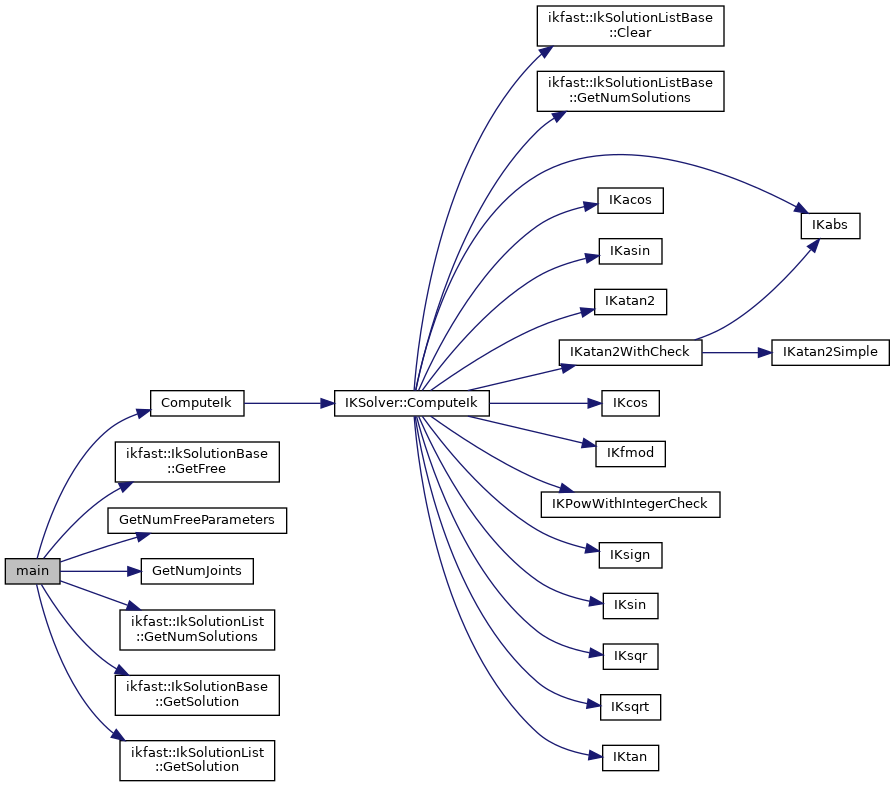 ikfast::IkSolutionListBase
::Clear
ikfast::IkSolutionListBase
::GetNumSolutions
IKacos
IKabs
IKasin
IKatan2
IKatan2WithCheck
IKatan2Simple
ComputeIk
IKSolver::ComputeIk
IKcos
ikfast::IkSolutionBase
::GetFree
IKfmod
IKPowWithIntegerCheck
GetNumFreeParameters
IKsign
main
GetNumJoints
IKsin
ikfast::IkSolutionList
::GetNumSolutions
IKsqr
ikfast::IkSolutionBase
::GetSolution
IKsqrt
ikfast::IkSolutionList
::GetSolution
IKtan